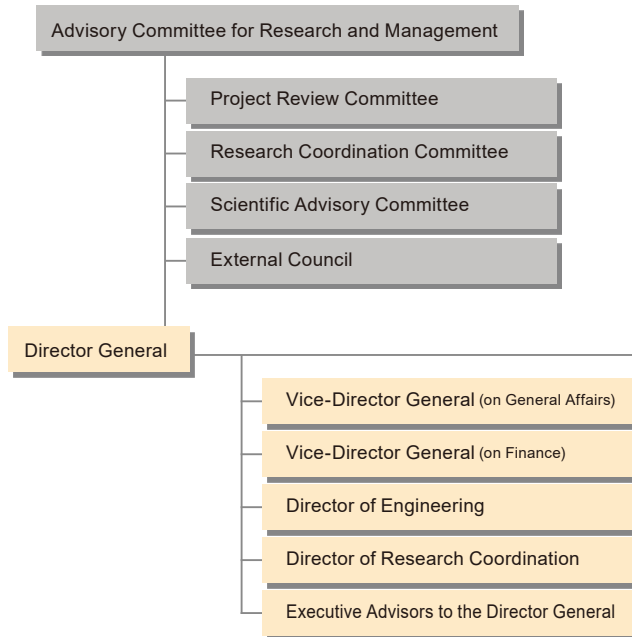 Advisory Committee for Research and Management
Project Review Committee
Research Coordination Committee
Scientific Advisory Committee
External Council
Director General
Vice-Director General (on General Affairs)
Vice-Director General (on Finance)
Director of Engineering
Director of Research Coordination
Executive Advisors to the Director General